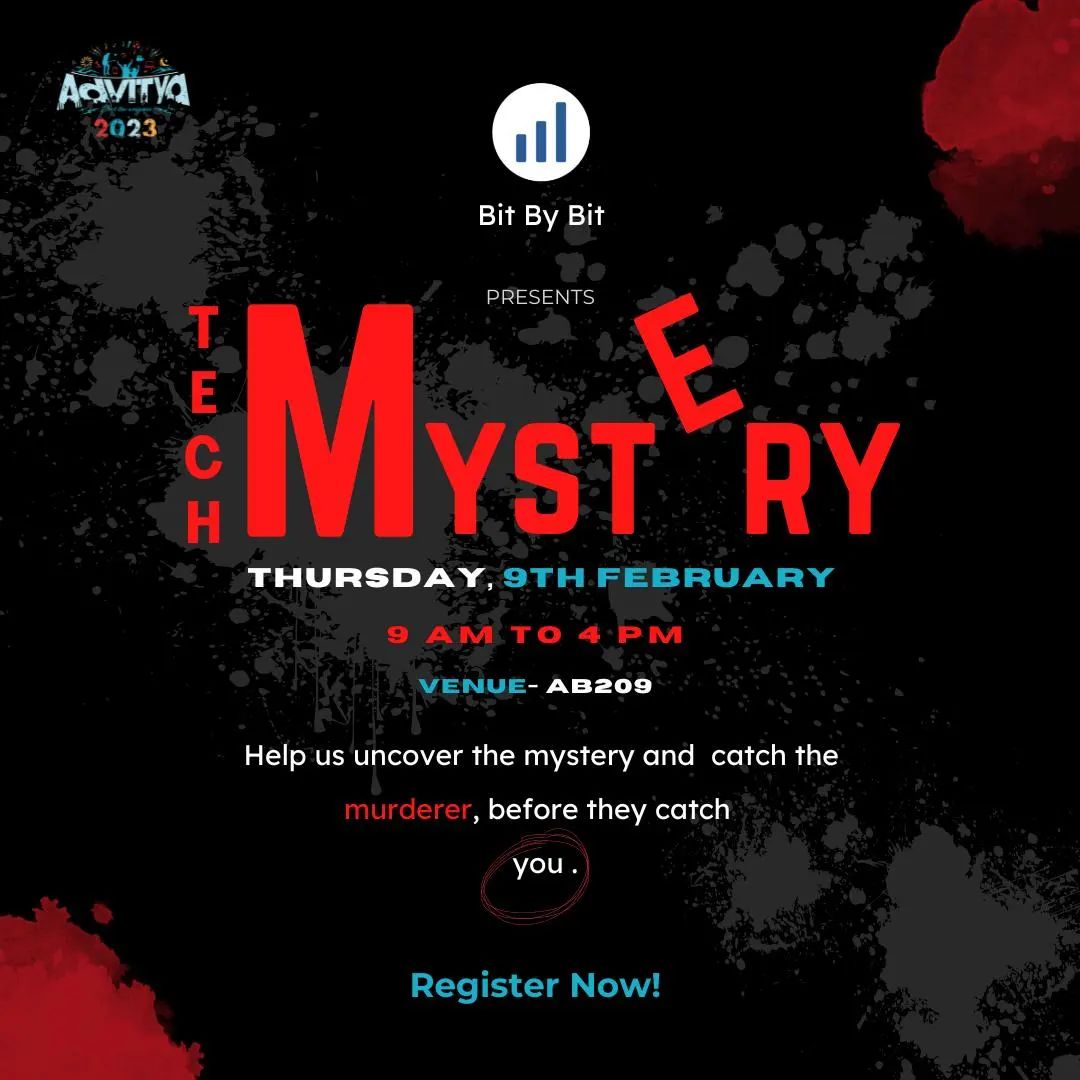 AdVITYA
2023
Bit By Bit
PRESENTS
TECH
MYSTERY
THURSDAY, 9TH FEBRUARY
9 AM TO 4 PM
VENUE- AB209
Help us uncover the mystery and catch the
murderer, before they catch
you .
Register Now!